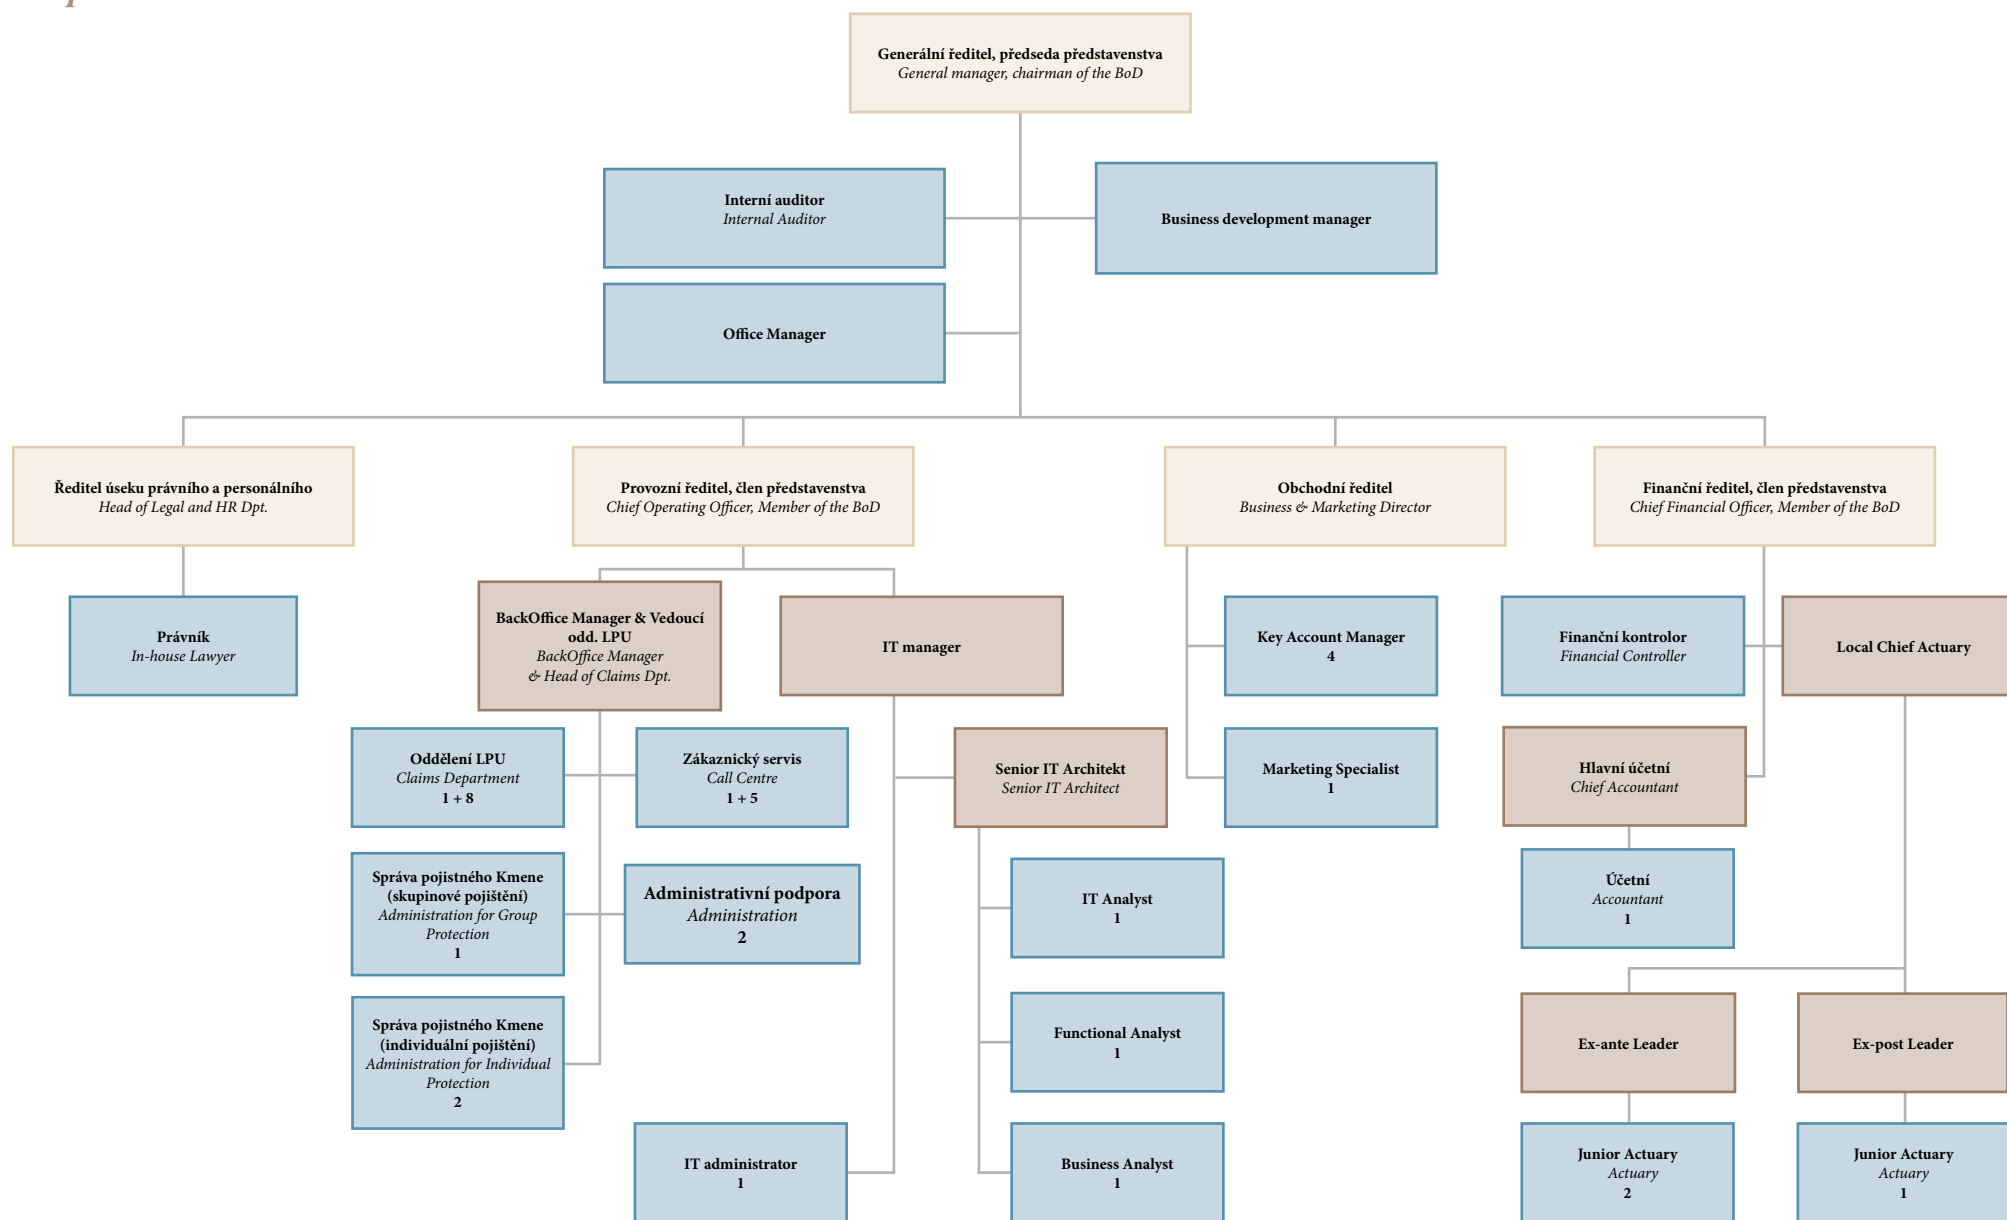 Generální ředitel, předseda představenstva
General manager, chairman of the BoD
Interní auditor
Internal Auditor
Business development manager
Office Manager
Ředitel úseku právního a personálního
Head of Legal and HR Dpt.
Provozní ředitel, člen představenstva
Chief Operating Officer, Member of the BoD
Obchodní ředitel
Business & Marketing Director
Finanční ředitel, člen představenstva
Chief Financial Officer, Member of the BoD
Právník
In-house Lawyer
BackOffice Manager & Vedoucí
odd. LPU
BackOffice Manager
& Head of Claims Dpt.
IT manager
Key Account Manager
4
Finanční kontrolor
Financial Controller
Local Chief Actuary
Oddělení LPU
Claims Department
1 + 8
Zákaznický servis
Call Centre
1 + 5
Senior IT Architekt
Senior IT Architect
Marketing Specialist
1
Hlavní účetní
Chief Accountant
Správa pojistného Kmene
(skupinové pojištění)
Administration for Group
Protection
1
Administrativní podpora
Administration
2
IT Analyst
1
Účetní
Accountant
1
Správa pojistného Kmene
(individuální pojištění)
Administration for Individual
Protection
2
Functional Analyst
1
Ex-ante Leader
Ex-post Leader
IT administrator
1
Business Analyst
1
Junior Actuary
Actuary
2
Junior Actuary
Actuary
1